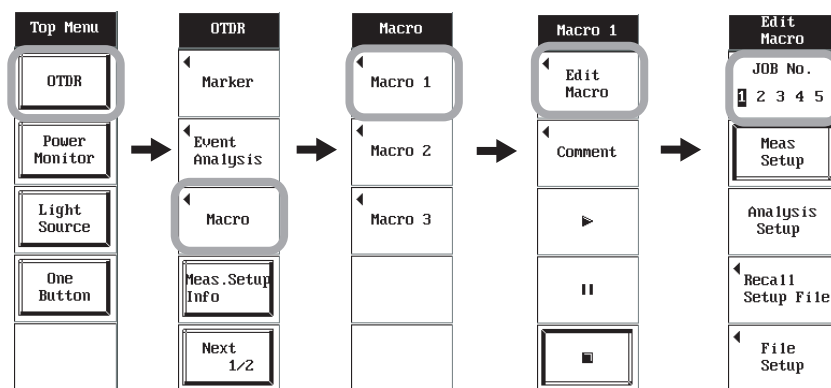 Top Menu
OTDR
Power
Monitor
Light
Source
One
Button
OTDR
Marker
Event
Analysis
Macro
Meas.Setup
Info
Next
1/2
Macro
Macro 1
Macro 2
Macro 3
Macro 1
Edit
Macro
Comment
Edit
Macro
JOB No.
1 2 3 4 5
Meas
Setup
Analysis
Setup
Recall
Setup File
File
Setup